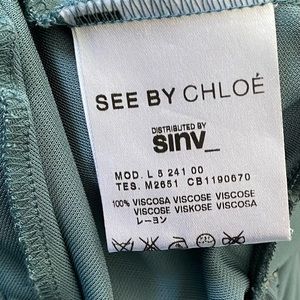 SEE BY CHLOÉ
DISTRIBUTED BY
sinv_
MOD. L 5 241 00
TES. M2651 CB1190670
100% VISCOSA VISCOSE VISCOSE
VISCOSE VISKOSE VISCOSA
レーヨン